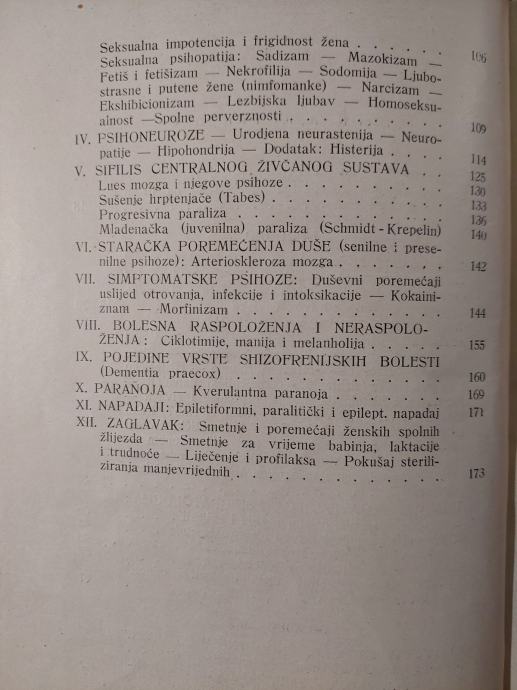 Seksualna impotencija i frigidnost žena . . . . . . 106
Seksualna psihopatija: Sadizam — Mazokizam —
Fetiš i fetišizam — Nekrofilija — Sodomija — Ljubo-
strasne i putene žene (nimfomanke) — Narcizam —
Ekshibicionizam — Lezbijska ljubav — Homoseksu-
alnost —Spolne perverznosti . . . . . . . . 109
IV. PSIHONEUROZE — Urodjena neurastenija — Neuro-
patije — Hipohondrija — Dodatak: Histerija . . . . 114
V. SIFILIS CENTRALNOG ŽIVČANOG SUSTAVA . . 125
Lues mozga i njegove psihoze . . . . . . . . 130
Sušenje hrptenjače (Tabes) . . . . . . . . . 133
Progresivna paraliza . . . . . . . . . . 136
Mladenačka (juvenilna) paraliza (Schmidt-Krepelin) 140
VI. STARAČKA POREMEĆENJA DUŠE (senilne i prese-
nilne psihoze): Arterioskleroza mozga . . . . . . 142
VII. SIMPTOMATSKE PSIHOZE: Duševni poremećaji
uslijed otrovanja, infekcije i intoksikacije — Kokaini-
znam — Morfinizam . . . . . . . . . . 144
VIII. BOLESNA RASPOLOŽENJA I NERASPOLO-
ŽENJA : Ciklotimije, manija i melanholija . . . . . 155
IX. POJEDINE VRSTE SHIZOFRENIJSKIH BOLESTI
(Dementia praecox) . . . . . . . . . . 160
X. PARANOJA — Kverulantna paranoja . . . . . . 169
XI. NAPADAJI: Epiletiformni, paralitički i epilept. napadaj 171
XII. ZAGLAVAK: Smetnje i poremećaji ženskih spolnih
žlijezda — Smetnje za vrijeme babinja, laktacije
i trudnoće — Liječenje i profilaksa — Pokušaj sterili-
ziranja manjevrijednih . . . . . . . . . . 173